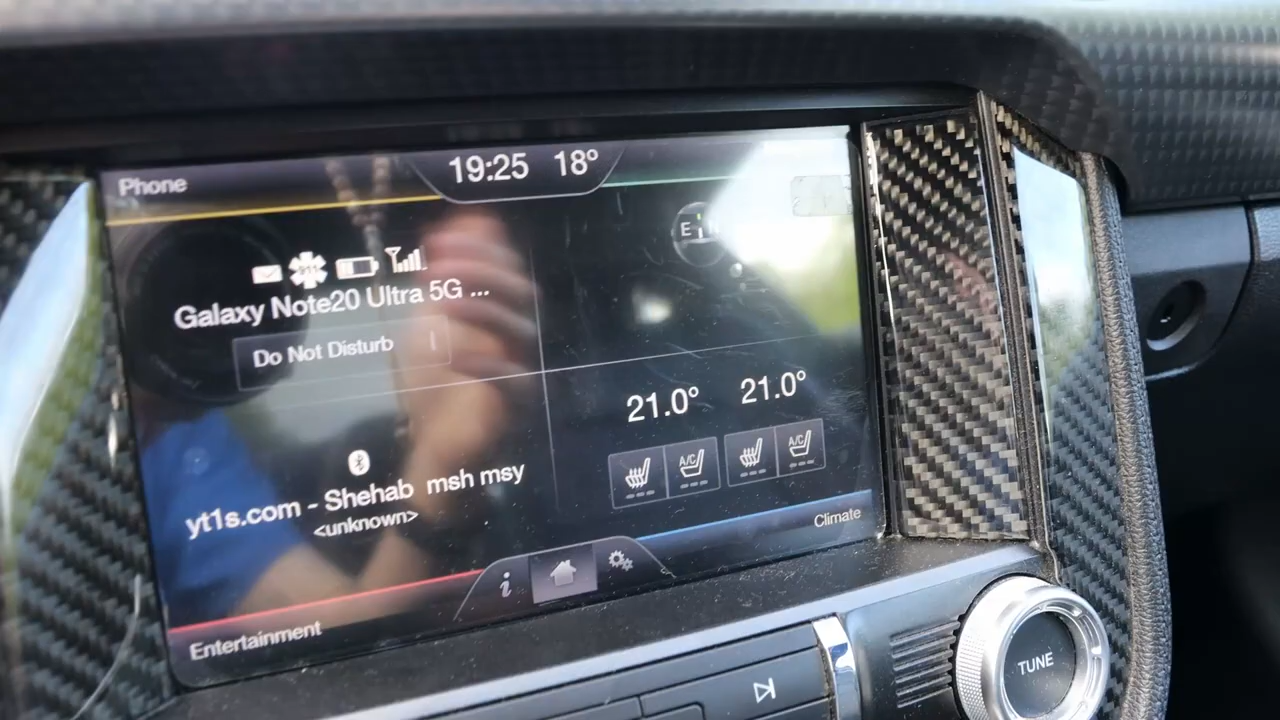 Phone
19:25 18°
E
911
Galaxy Note20 Ultra 5G ...
Do Not Disturb
21.0° 21.0°
A/C A/C
yt1s.com - Shehab msh msy
<unknown>
Climate
i
Entertainment
TUNE